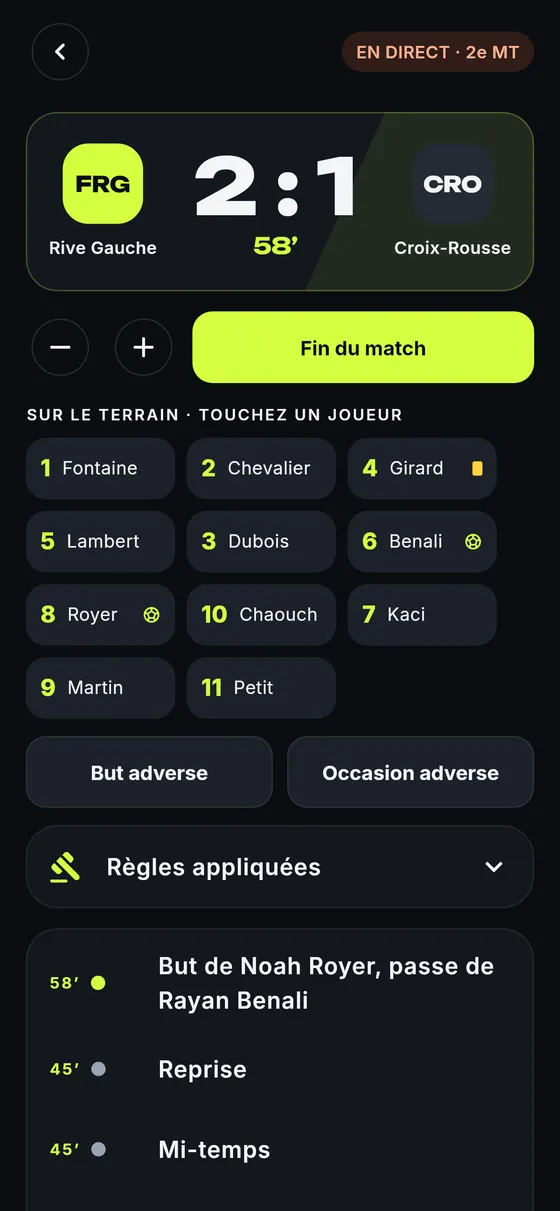 EN DIRECT · 2e MT
FRG
2:1
CRO
Rive Gauche
58’
Croix-Rousse
Fin du match
SUR LE TERRAIN · TOUCHEZ UN JOUEUR
1 Fontaine
2 Chevalier
4 Girard
5 Lambert
3 Dubois
6 Benali
8 Royer
10 Chaouch
7 Kaci
9 Martin
11 Petit
But adverse
Occasion adverse
Règles appliquées
58’
But de Noah Royer, passe de
Rayan Benali
45’
Reprise
45’
Mi-temps